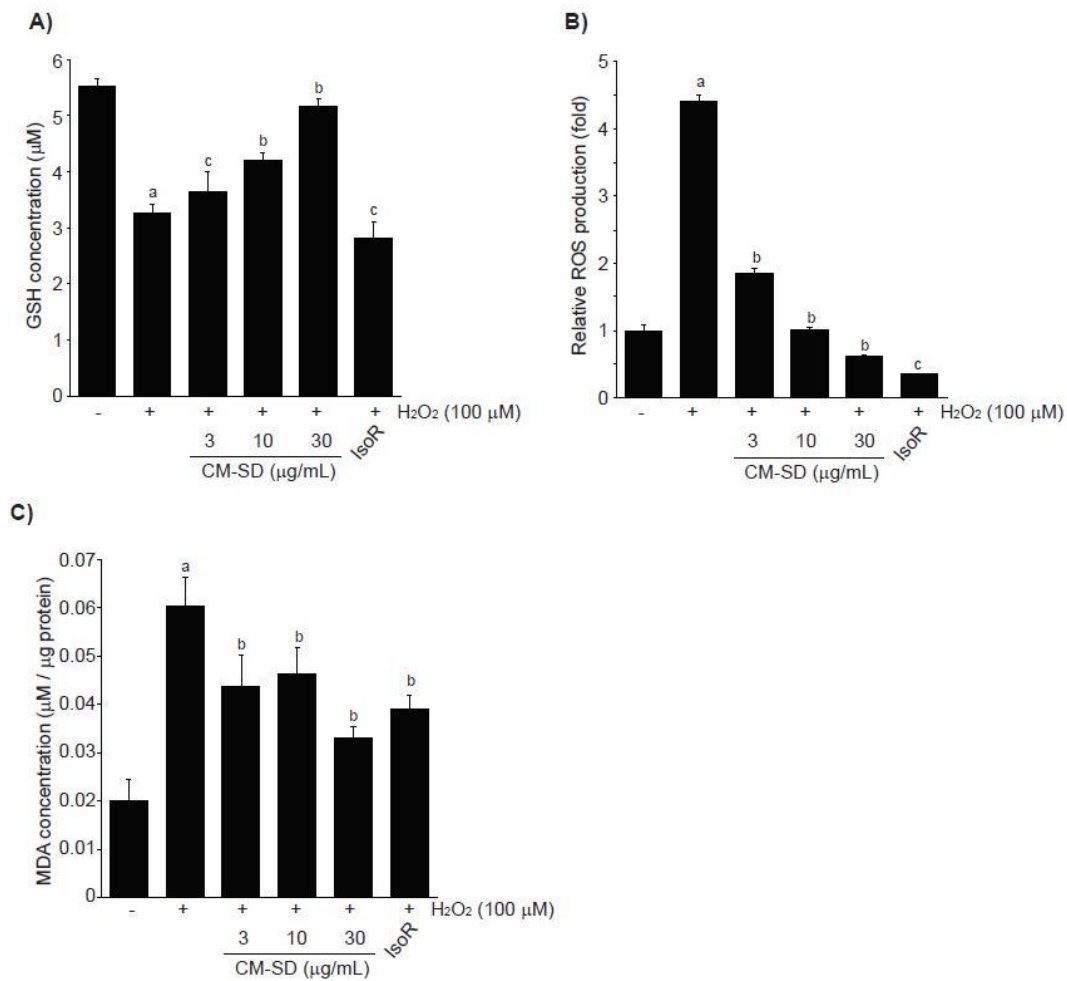 A)
GSH concentration (μM)
6
5
4
3
2
1
0
a
c
b
b
c
- + + + + + H2O2 (100 μM)
3 10 30 IsoR
CM-SD (μg/mL)
B)
Relative ROS production (fold)
5
4
3
2
1
0
a
b
b
b
c
- + + + + + H2O2 (100 μM)
3 10 30 IsoR
CM-SD (μg/mL)
C)
MDA concentration (μM / μg protein)
0.07
0.06
0.05
0.04
0.03
0.02
0.01
0
a
b
b
b
b
- + + + + + H2O2 (100 μM)
3 10 30 IsoR
CM-SD (μg/mL)